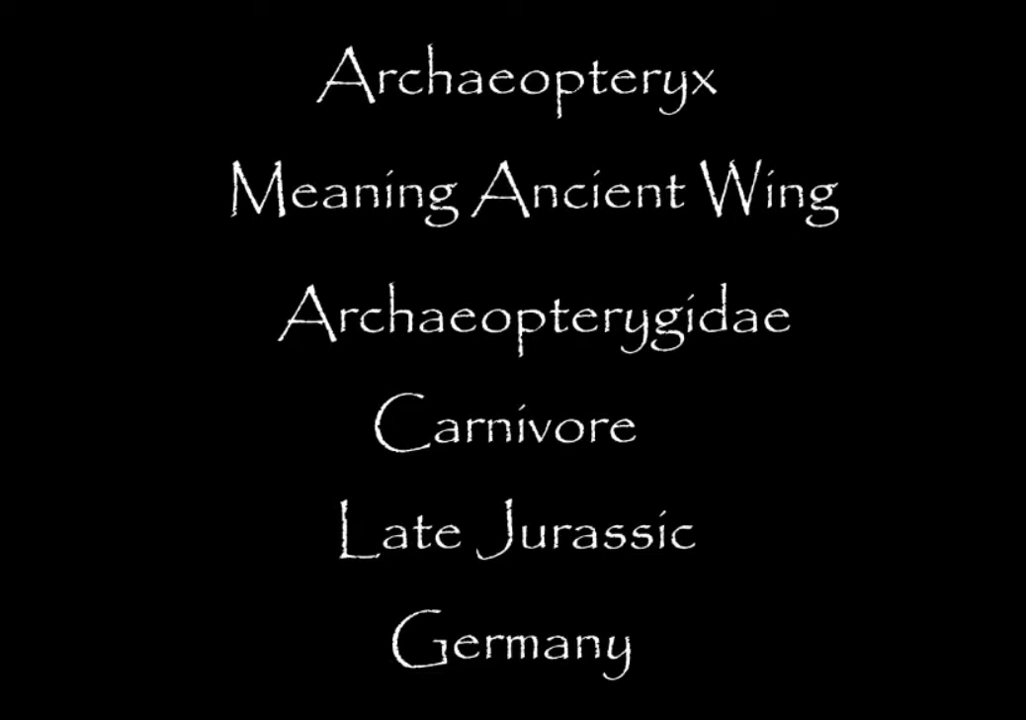 Archaeopteryx
Meaning Ancient Wing
Archaeopterygidae
Carnivore
Late Jurassic
Germany